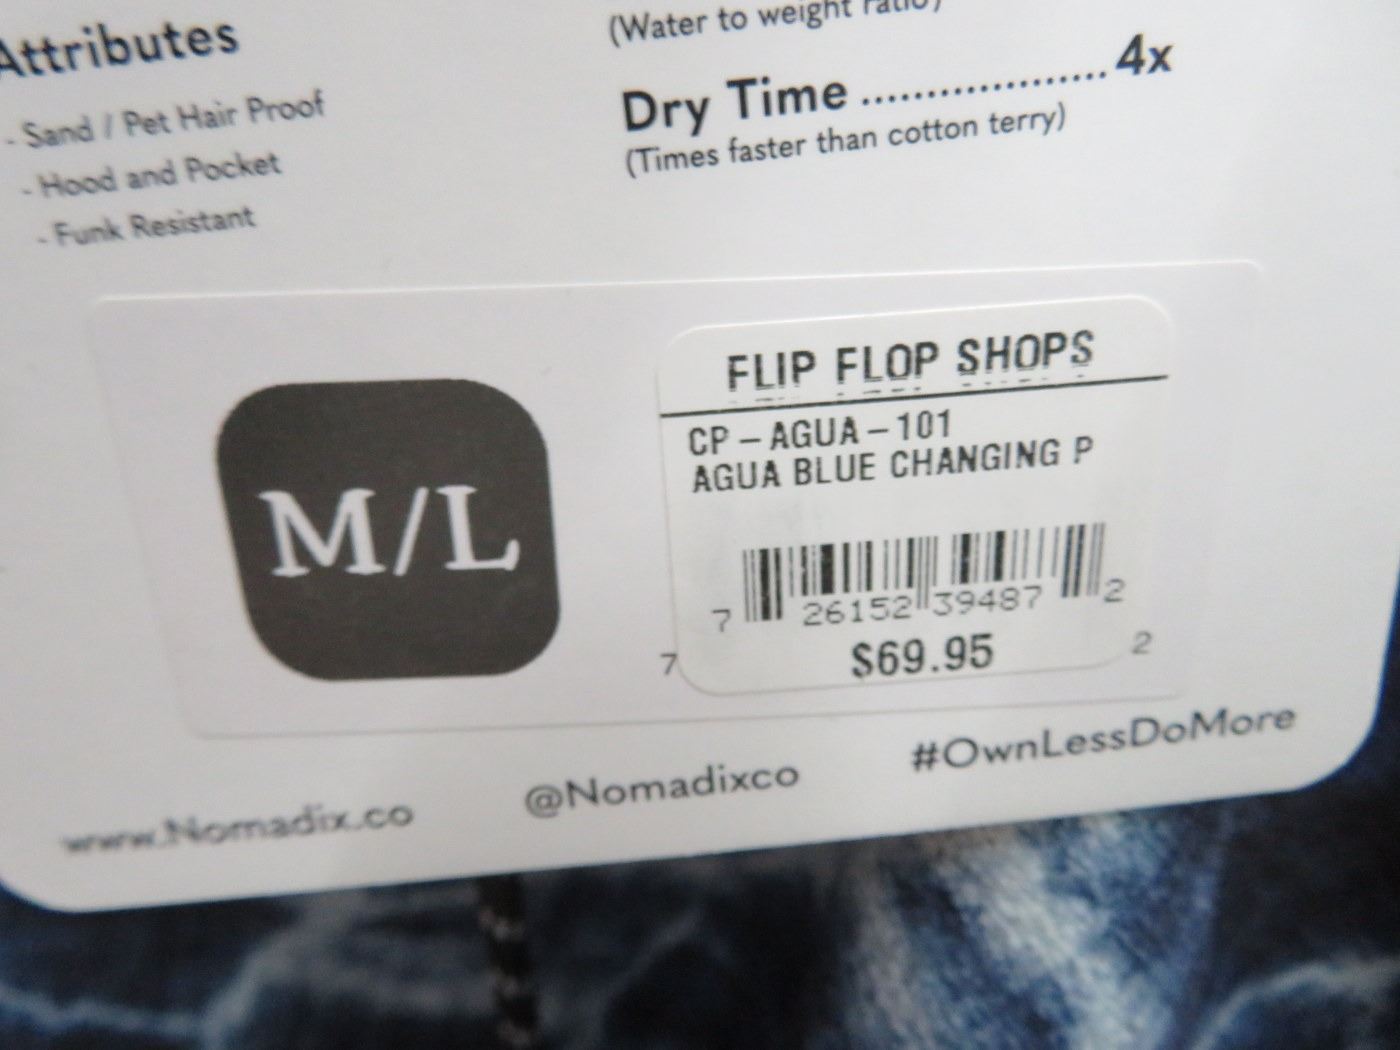 Attributes
- Sand / Pet Hair Proof
- Hood and Pocket
- Funk Resistant
(Water to weight ratio)
Dry Time ................... 4x
(Times faster than cotton terry)
M/L
FLIP FLOP SHOPS
CP-AGUA-101
AGUA BLUE CHANGING P
7 26152 39487 2
$69.95
7 2
www.Nomadix.co
@Nomadixco
#OwnLessDoMore